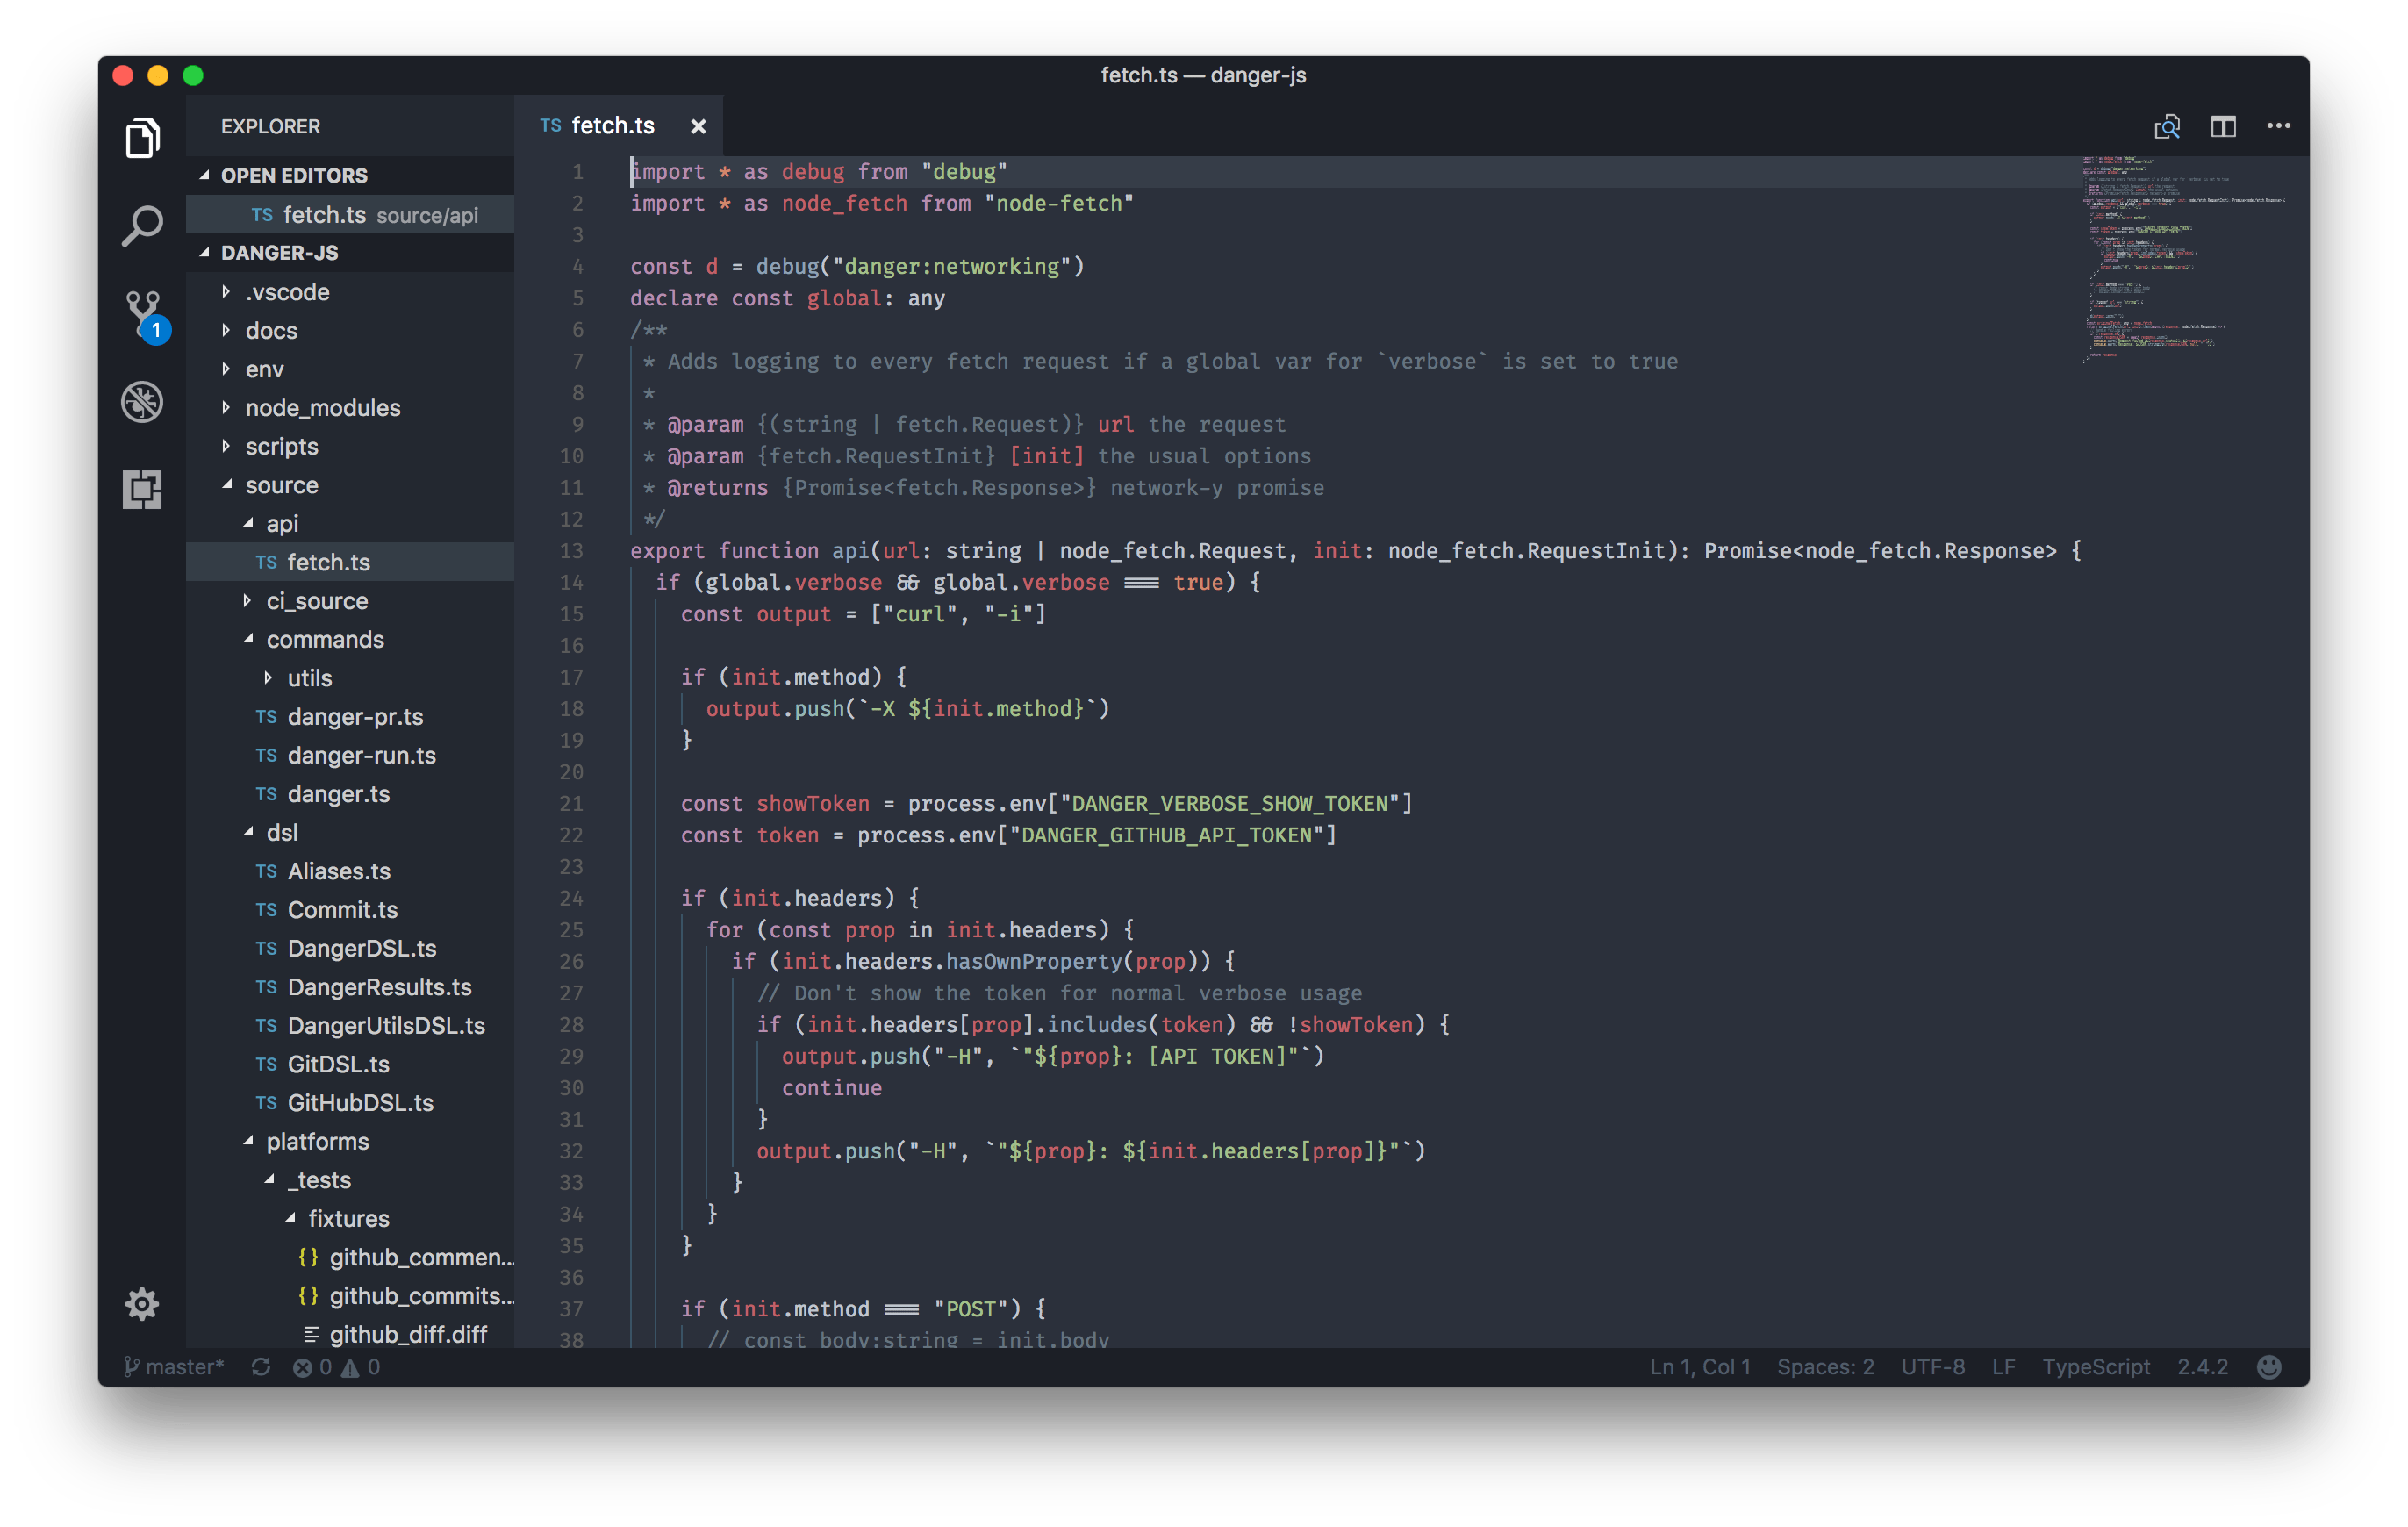 fetch.ts — danger-js
EXPLORER
OPEN EDITORS
TS fetch.ts source/api
DANGER-JS
.vscode
docs
env
node_modules
scripts
source
api
TS fetch.ts
ci_source
commands
utils
TS danger-pr.ts
TS danger-run.ts
TS danger.ts
dsl
TS Aliases.ts
TS Commit.ts
TS DangerDSL.ts
TS DangerResults.ts
TS DangerUtilsDSL.ts
TS GitDSL.ts
TS GitHubDSL.ts
platforms
_tests
fixtures
{} github_commen...
{} github_commits...
github_diff.diff
1
TS fetch.ts ×
1 import * as debug from "debug"
2 import * as node_fetch from "node-fetch"
3
4 const d = debug("danger:networking")
5 declare const global: any
6 /**
7  * Adds logging to every fetch request if a global var for `verbose` is set to true
8  *
9  * @param {(string | fetch.Request)} url the request
10  * @param {fetch.RequestInit} [init] the usual options
11  * @returns {Promise<fetch.Response>} network-y promise
12  */
13 export function api(url: string | node_fetch.Request, init: node_fetch.RequestInit): Promise<node_fetch.Response> {
14   if (global.verbose && global.verbose === true) {
15     const output = ["curl", "-i"]
16
17     if (init.method) {
18       output.push(`-X ${init.method}`)
19     }
20
21     const showToken = process.env["DANGER_VERBOSE_SHOW_TOKEN"]
22     const token = process.env["DANGER_GITHUB_API_TOKEN"]
23
24     if (init.headers) {
25       for (const prop in init.headers) {
26         if (init.headers.hasOwnProperty(prop)) {
27           // Don't show the token for normal verbose usage
28           if (init.headers[prop].includes(token) && !showToken) {
29             output.push("-H", `"${prop}: [API TOKEN]"`)
30             continue
31           }
32           output.push("-H", `"${prop}: ${init.headers[prop]}"`)
33         }
34       }
35     }
36
37     if (init.method === "POST") {
38       // const body:string = init.body
master* 0 0
Ln 1, Col 1 Spaces: 2 UTF-8 LF TypeScript 2.4.2